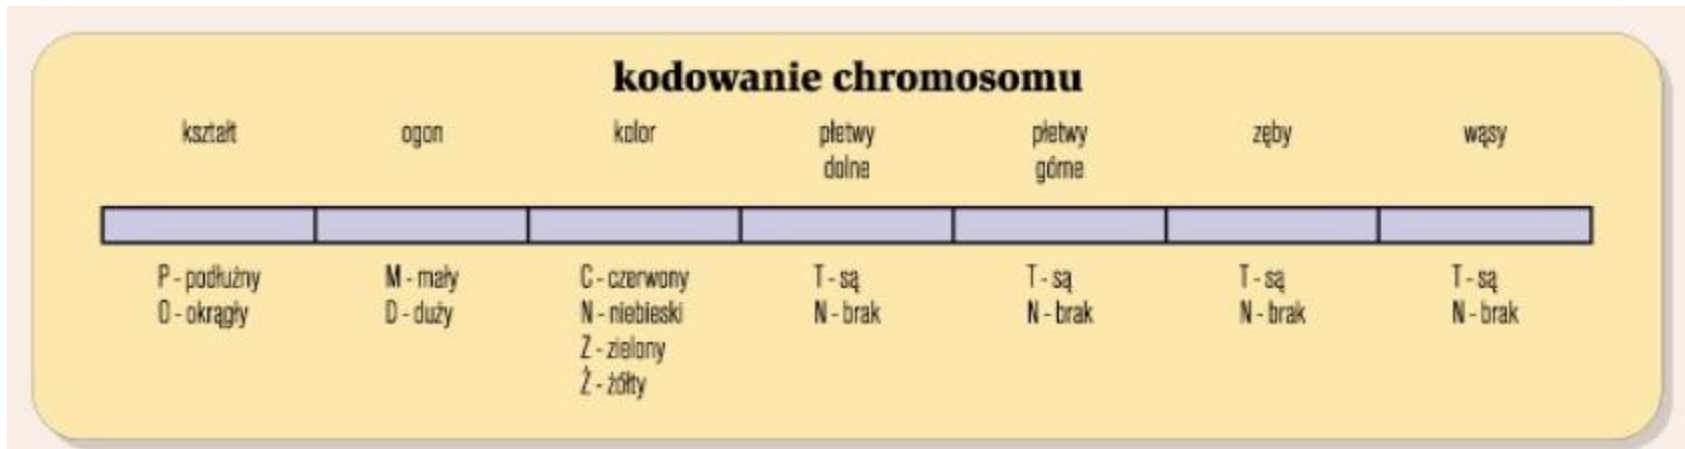 kodowanie chromosomu
kształt ogon kolor płetwy płetwy zęby wąsy
dolne górne
P - podłużny M - mały C - czerwony T - są T - są T - są T - są
O - okrągły D - duży N - niebieski N - brak N - brak N - brak N - brak
Z - zielony
Ż - żółty